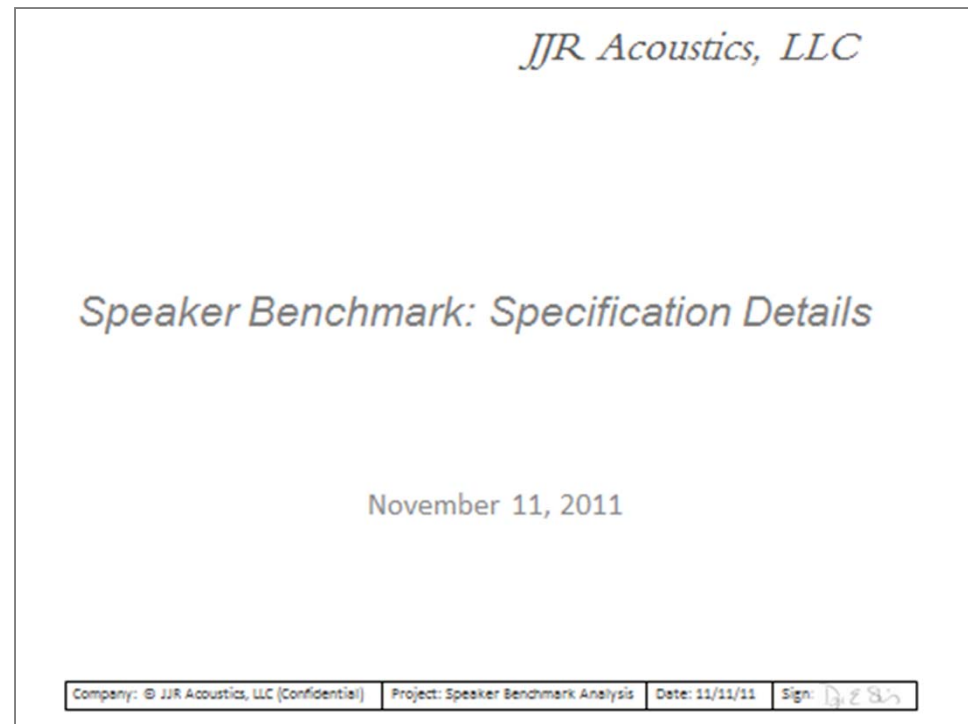 JJR Acoustics, LLC
Speaker Benchmark: Specification Details
November 11, 2011
Company: © JJR Acoustics, LLC (Confidential) Project: Speaker Benchmark Analysis Date: 11/11/11 Sign: